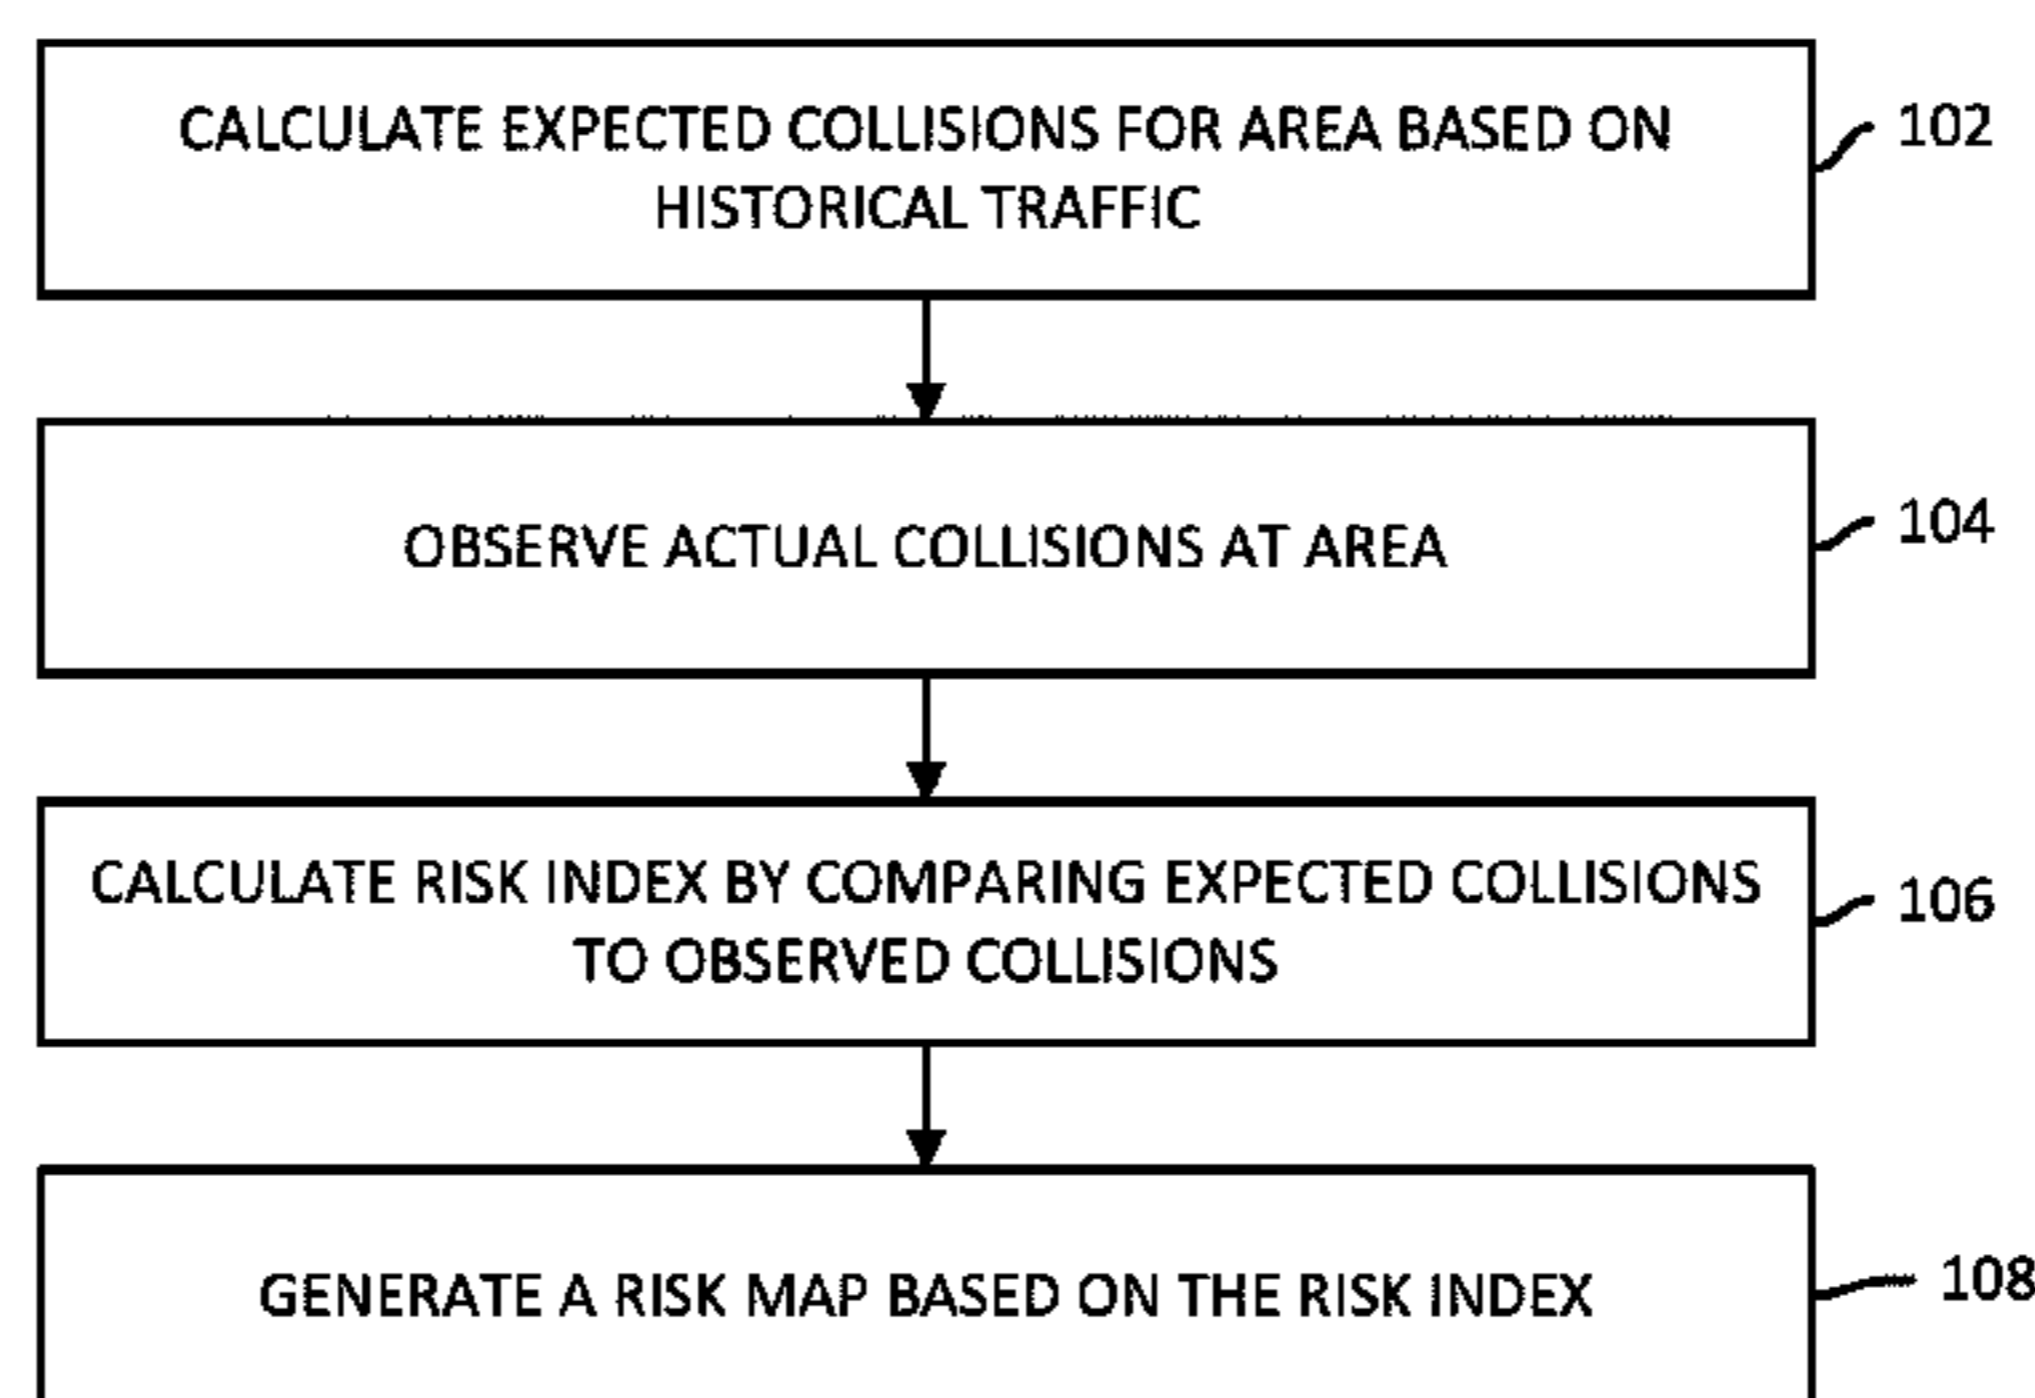 CALCULATE EXPECTED COLLISIONS FOR AREA BASED ON
HISTORICAL TRAFFIC
102
OBSERVE ACTUAL COLLISIONS AT AREA
104
CALCULATE RISK INDEX BY COMPARING EXPECTED COLLISIONS
TO OBSERVED COLLISIONS
106
GENERATE A RISK MAP BASED ON THE RISK INDEX
108